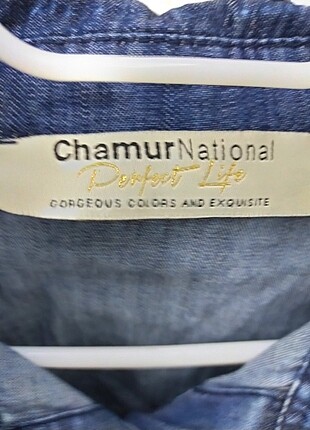 ChamurNational
Perfect Life
GORGEOUS COLORS AND EXQUISITE